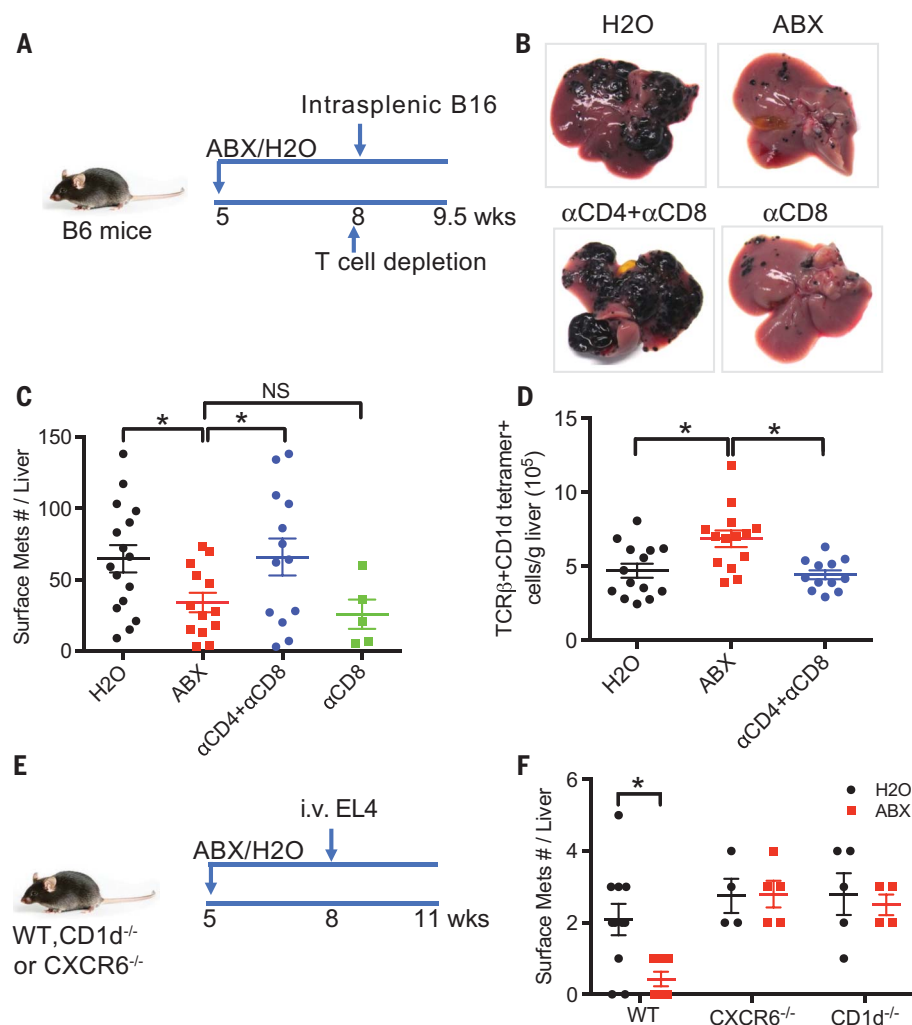 A
Intrasplenic B16
ABX/H2O
B6 mice
5
8
9.5 wks
T cell depletion
B
H2O
ABX
αCD4+αCD8
αCD8
C
NS
*
*
Surface Mets # / Liver
150
100
50
0
H2O
ABX
αCD4+αCD8
αCD8
D
*
*
TCRβ+CD1d tetramer+
cells/g liver (10⁵)
15
10
5
0
H2O
ABX
αCD4+αCD8
E
i.v. EL4
ABX/H2O
5
8
11 wks
WT,CD1d⁻/⁻
or CXCR6⁻/⁻
F
*
H2O
ABX
Surface Mets # / Liver
6
4
2
0
WT
CXCR6⁻/⁻
CD1d⁻/⁻